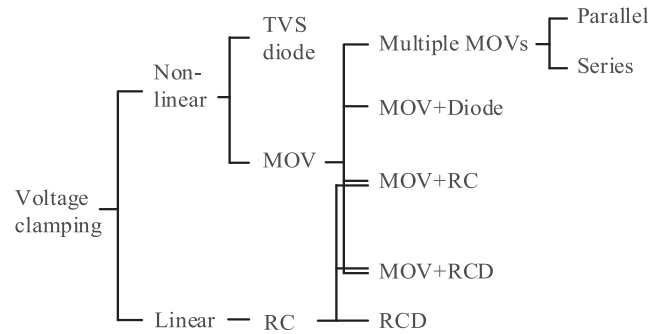 Voltage
clamping
Non-
linear
Linear
TVS
diode
MOV
RC
Multiple MOVs
MOV+Diode
MOV+RC
MOV+RCD
RCD
Parallel
Series